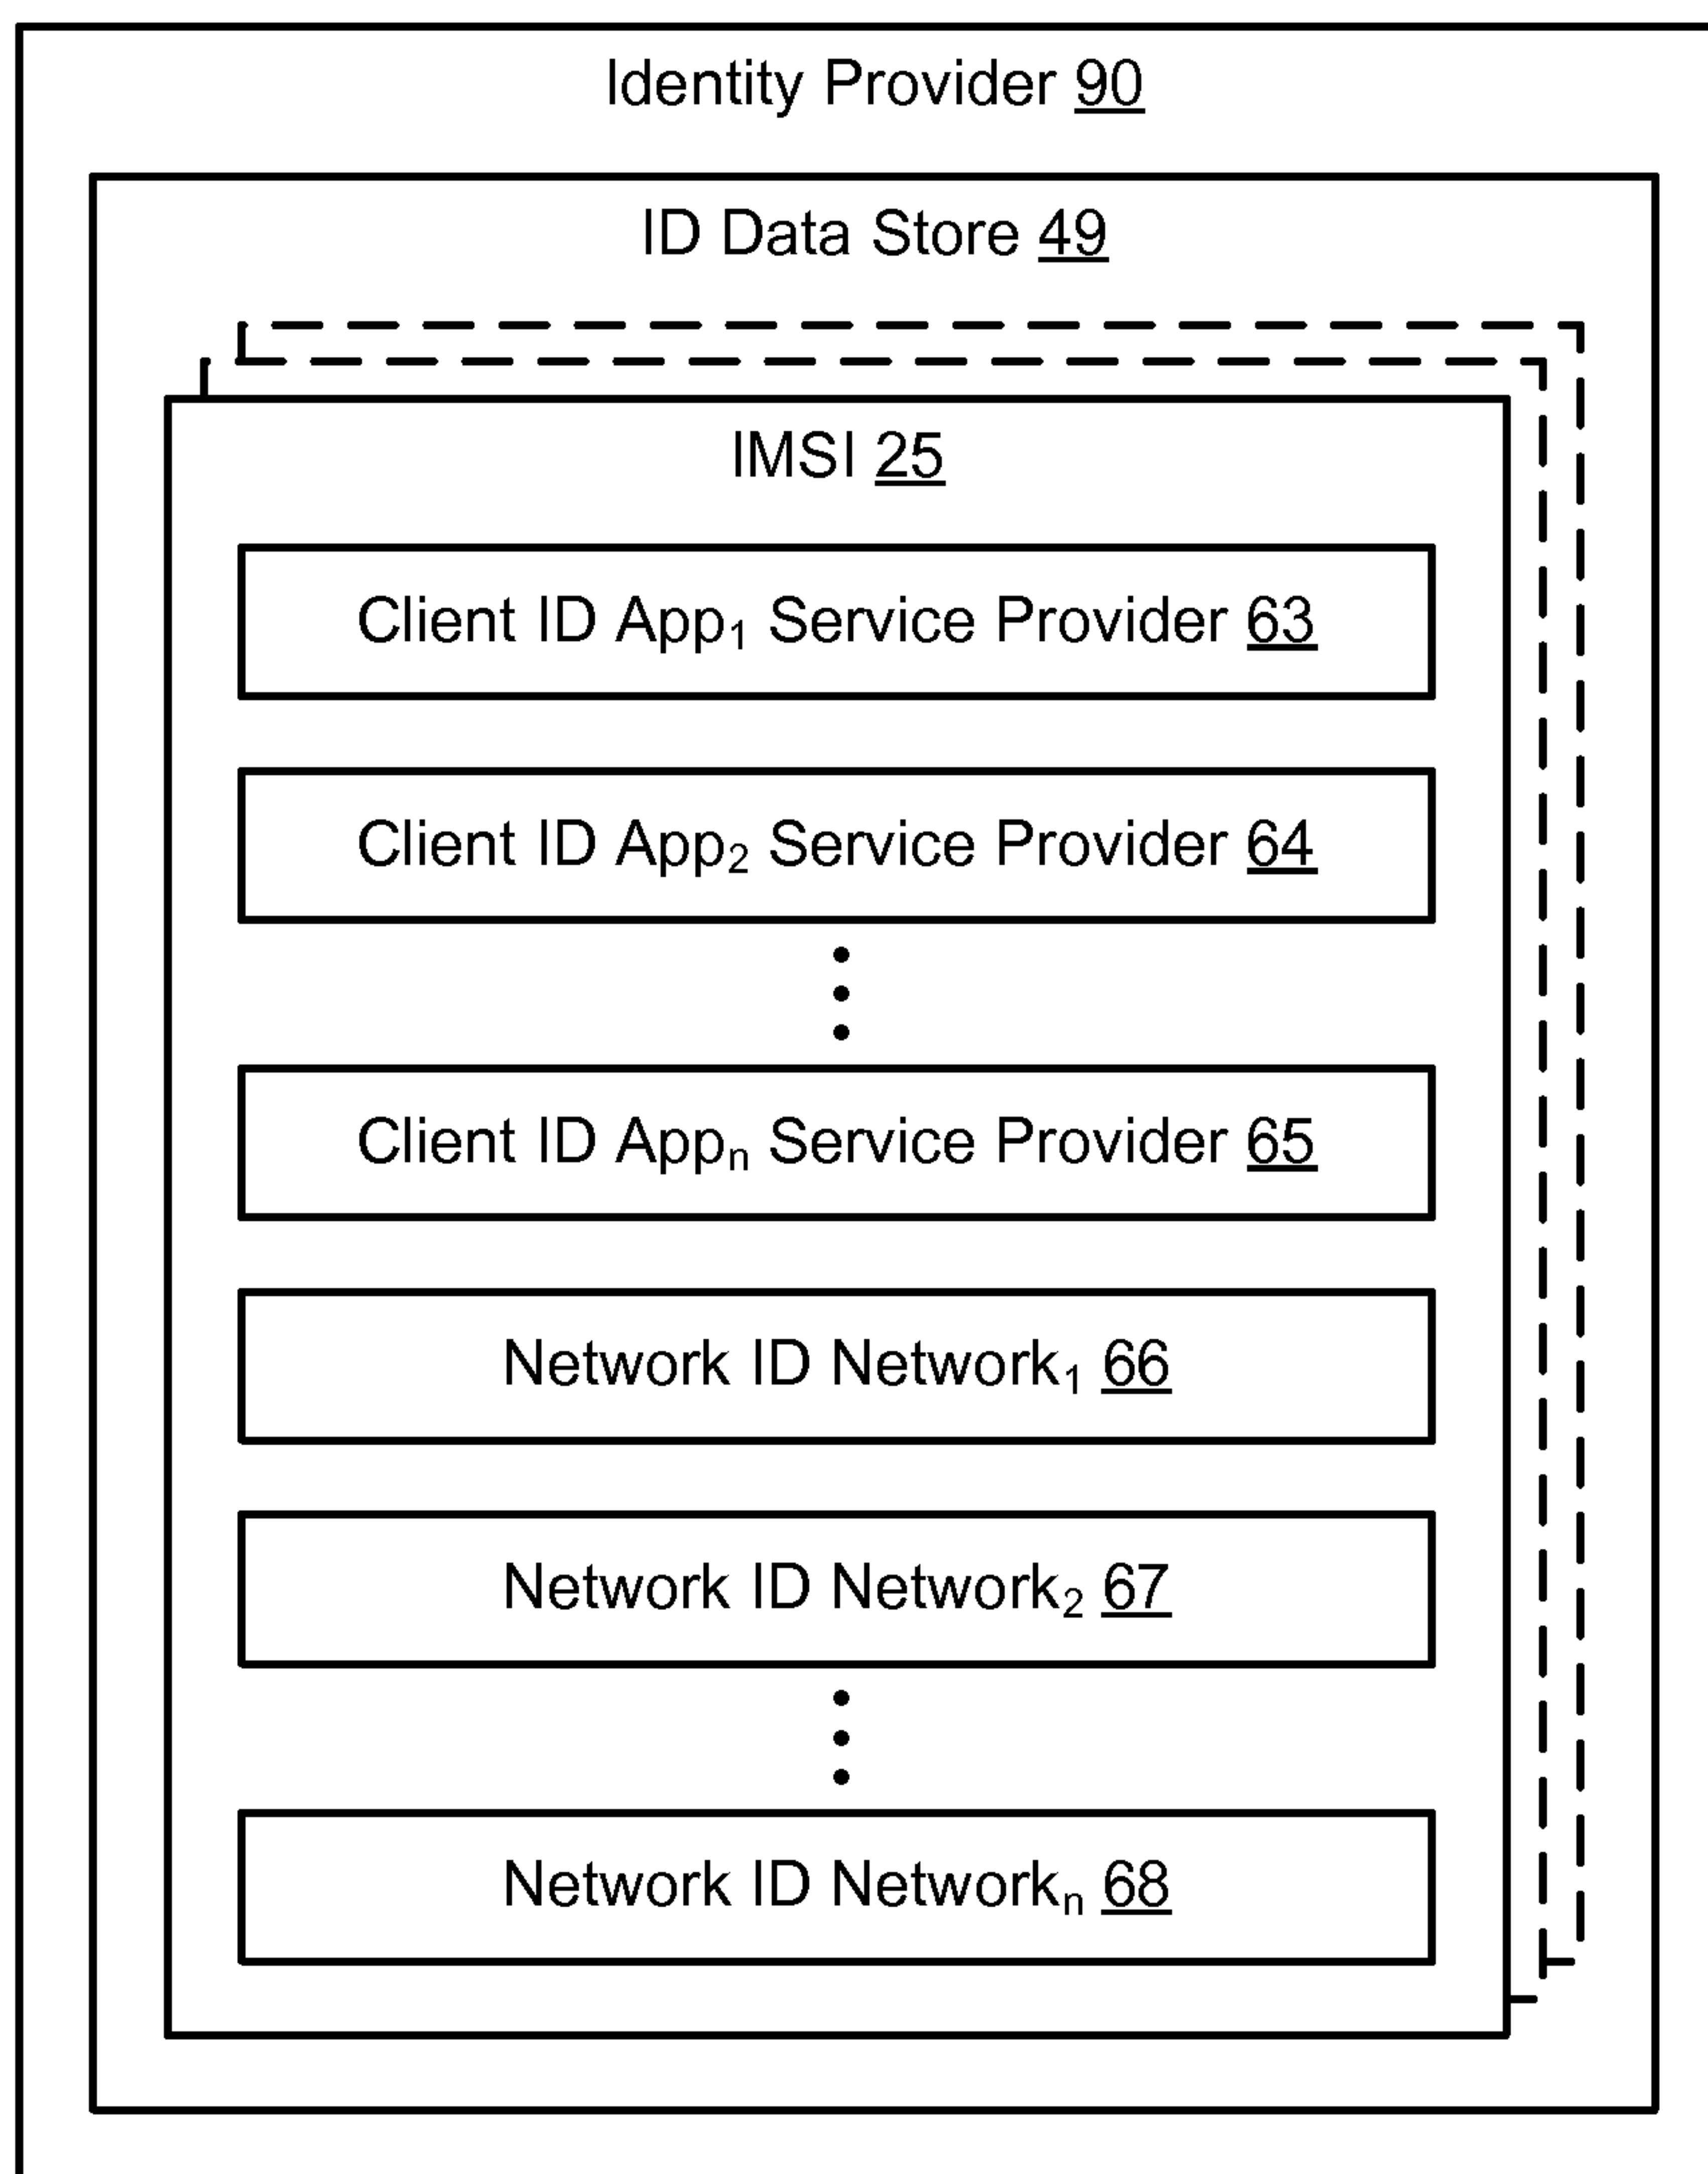 Identity Provider 90
ID Data Store 49
IMSI 25
Client ID App₁ Service Provider 63
Client ID App₂ Service Provider 64
Client ID Appₙ Service Provider 65
Network ID Network₁ 66
Network ID Network₂ 67
Network ID Networkₙ 68